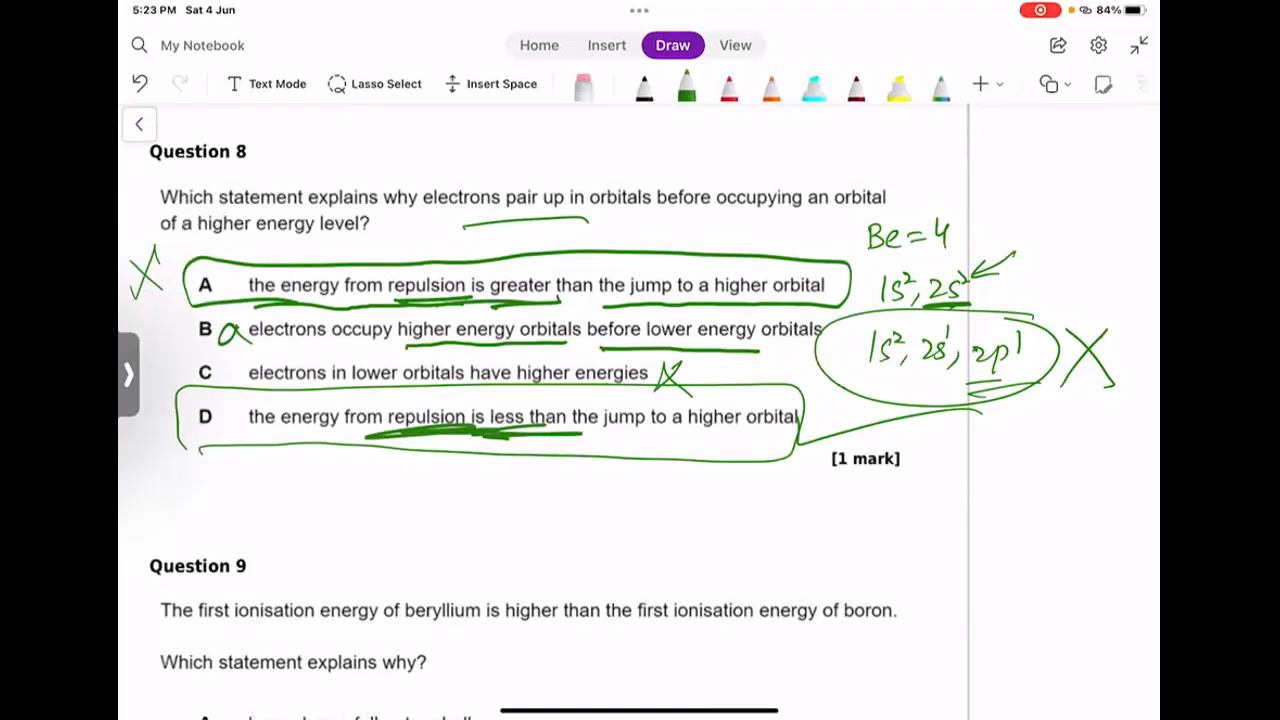 5:23 PM Sat 4 Jun
84%
My Notebook
Home Insert Draw View
Text Mode Lasso Select Insert Space
Question 8
Which statement explains why electrons pair up in orbitals before occupying an orbital
of a higher energy level?
Be = 4
A the energy from repulsion is greater than the jump to a higher orbital
1s², 2s²
B electrons occupy higher energy orbitals before lower energy orbitals
1s², 2s¹, 2p¹
C electrons in lower orbitals have higher energies
D the energy from repulsion is less than the jump to a higher orbital
[1 mark]
Question 9
The first ionisation energy of beryllium is higher than the first ionisation energy of boron.
Which statement explains why?